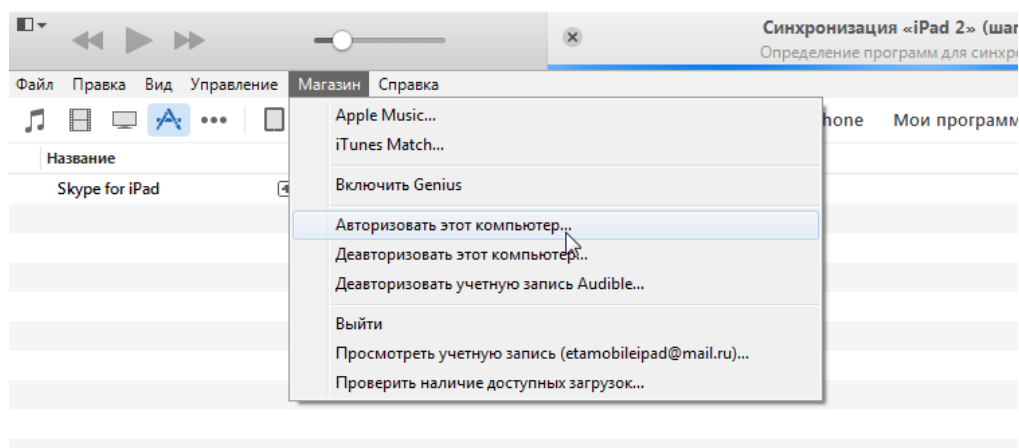 Синхронизация «iPad 2» (шаг
Определение программ для синхр
Файл Правка Вид Управление Магазин Справка
Apple Music...
hone Мои программ
iTunes Match...
Название
Включить Genius
Skype for iPad
Авторизовать этот компьютер...
Деавторизовать этот компьютер...
Деавторизовать учетную запись Audible...
Выйти
Просмотреть учетную запись (etamobileipad@mail.ru)...
Проверить наличие доступных загрузок...